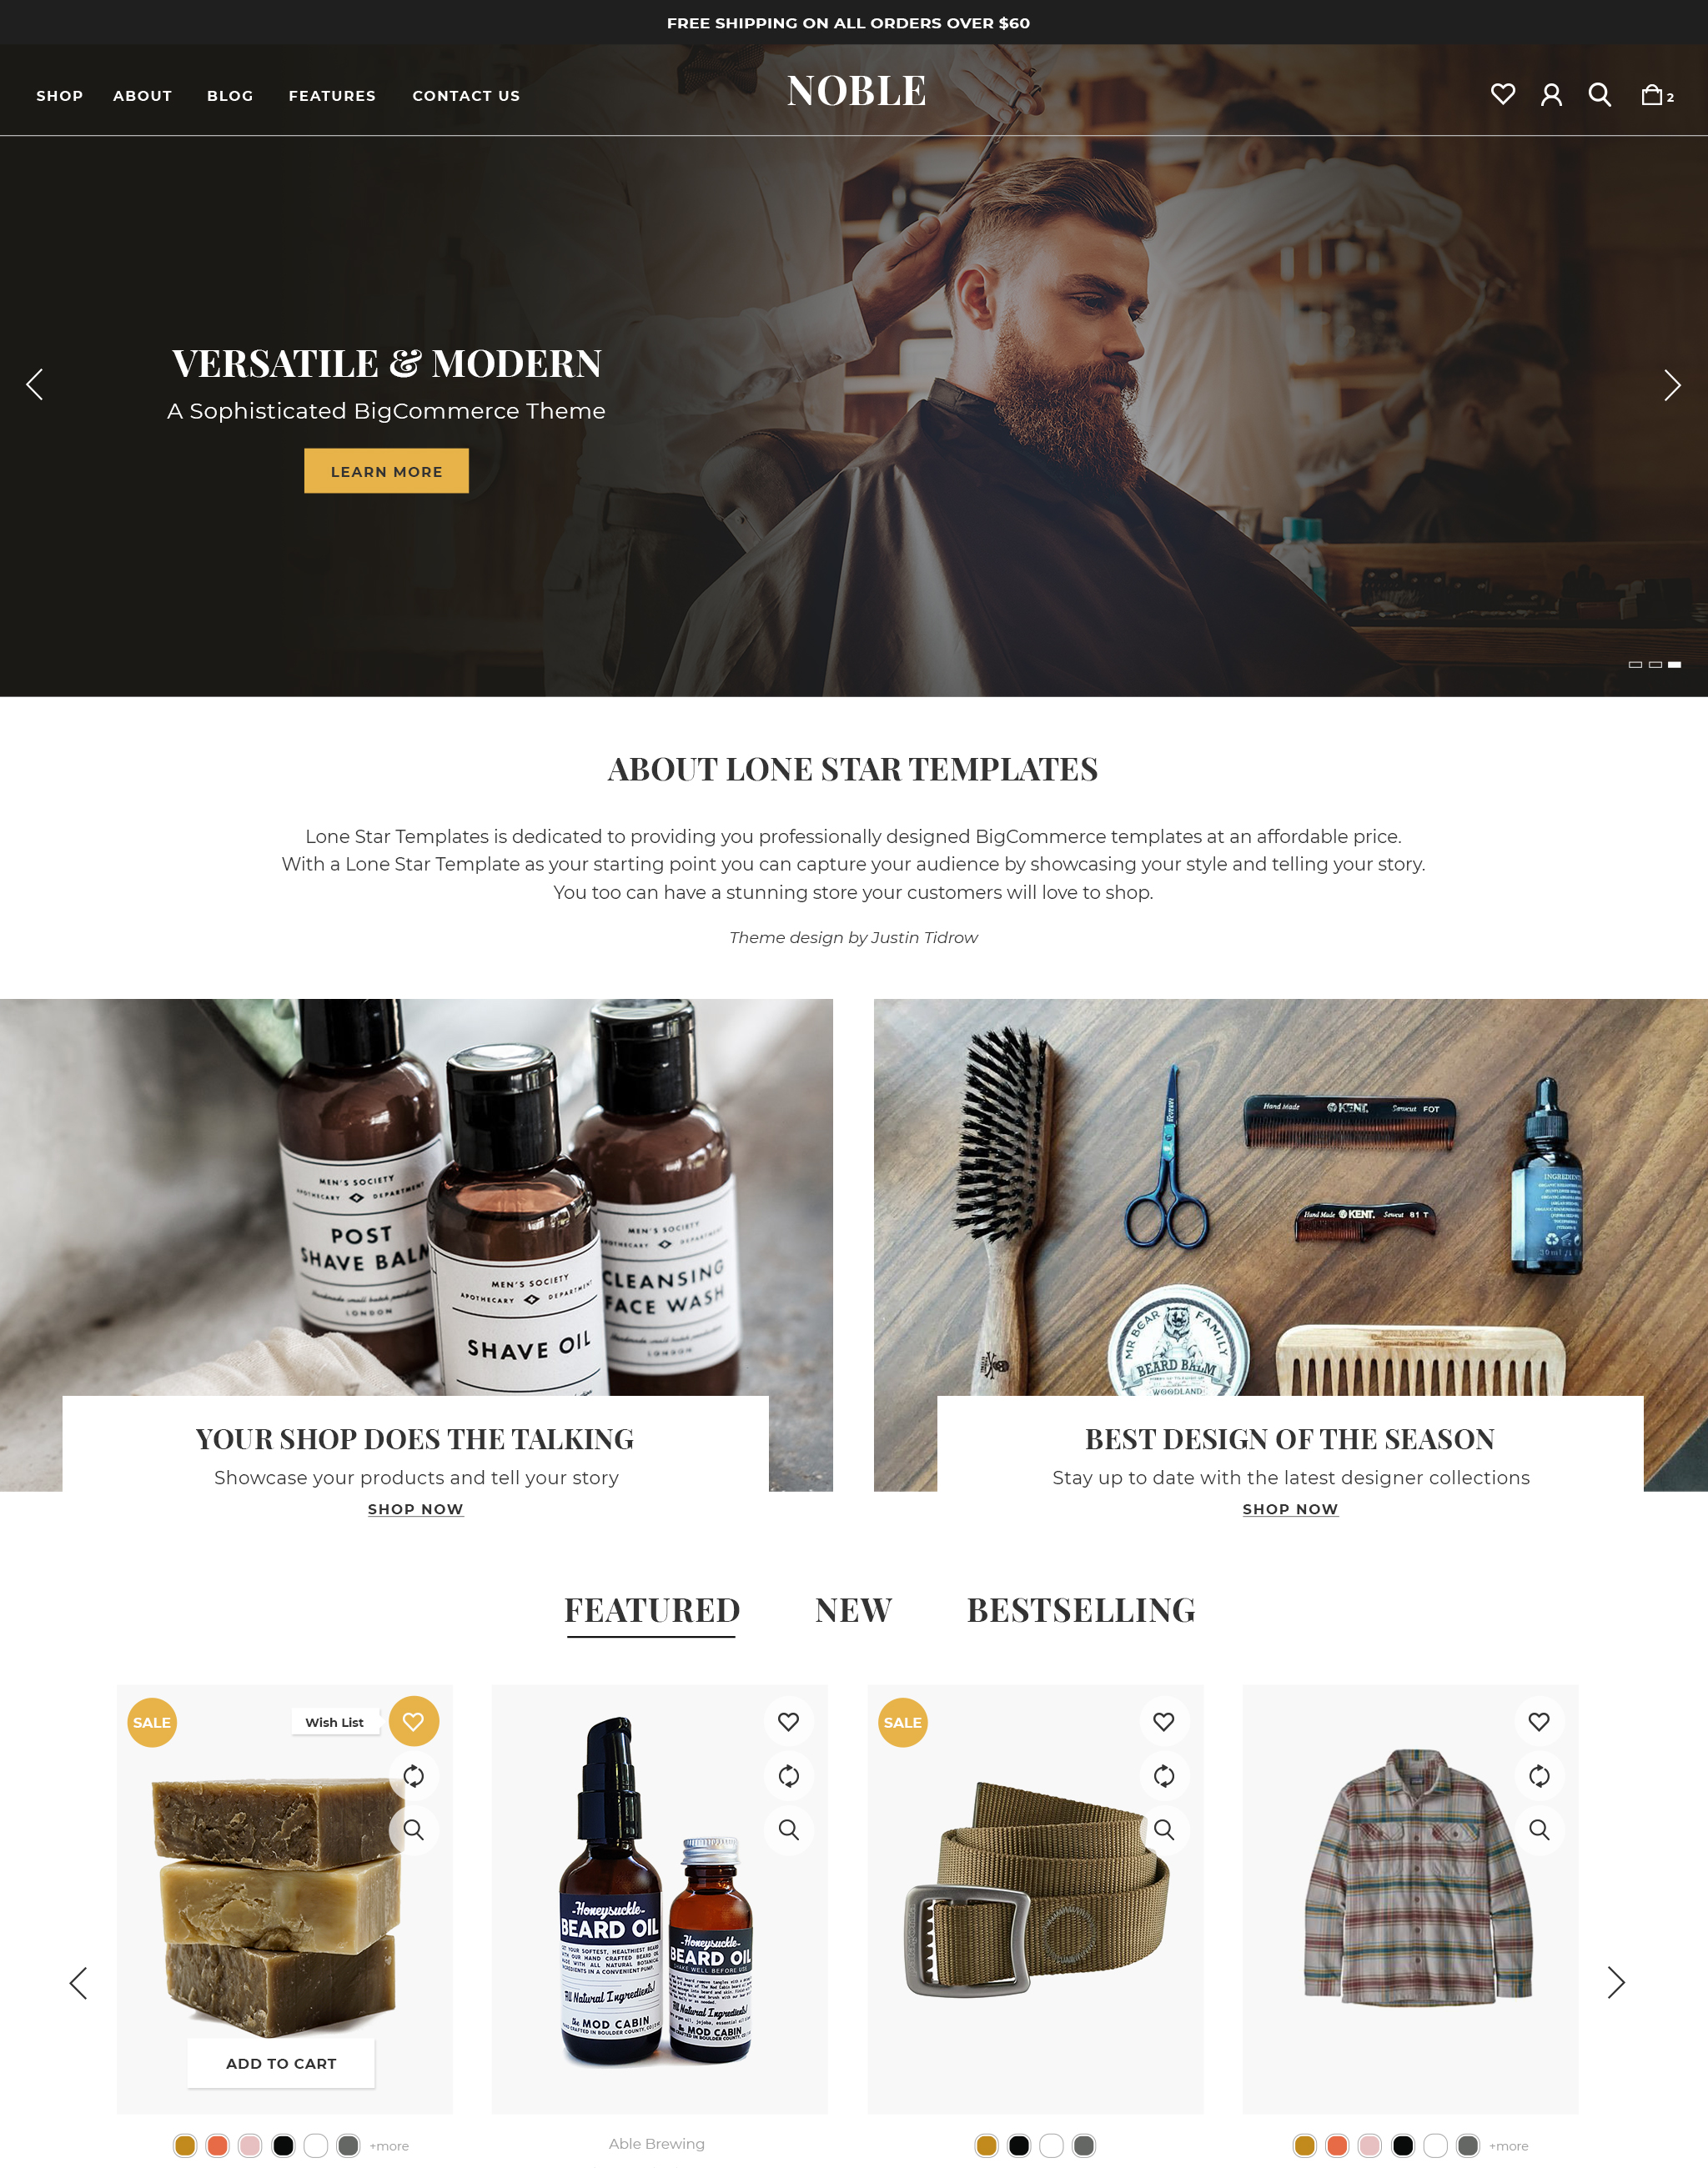 FREE SHIPPING ON ALL ORDERS OVER $60
SHOP ABOUT BLOG FEATURES CONTACT US
NOBLE
2
VERSATILE & MODERN
A Sophisticated BigCommerce Theme
LEARN MORE
ABOUT LONE STAR TEMPLATES
Lone Star Templates is dedicated to providing you professionally designed BigCommerce templates at an affordable price.
With a Lone Star Template as your starting point you can capture your audience by showcasing your style and telling your story.
You too can have a stunning store your customers will love to shop.
Theme design by Justin Tidrow
MEN'S SOCIETY
APOTHECARY DEPARTMENT
POST
SHAVE BALM
LONDON
MEN'S SOCIETY
APOTHECARY DEPARTMENT
SHAVE OIL
MEN'S SOCIETY
APOTHECARY DEPARTMENT
CLEANSING
FACE WASH
LONDON
Hand Made KENT. Sawcut FOT
Hand Made KENT. Sawcut 81 T
INGREDIENTS
MR BEAR FAMILY
BEARD BALM
WOODLAND
YOUR SHOP DOES THE TALKING
Showcase your products and tell your story
SHOP NOW
BEST DESIGN OF THE SEASON
Stay up to date with the latest designer collections
SHOP NOW
FEATURED NEW BESTSELLING
SALE
Wish List
ADD TO CART
Honeysuckle
BEARD OIL
All Natural Ingredients!
the MOD CABIN
Honeysuckle
BEARD OIL
SHAKE WELL BEFORE USE
All Natural Ingredients!
MOD CABIN
SALE
+more
Able Brewing
+more